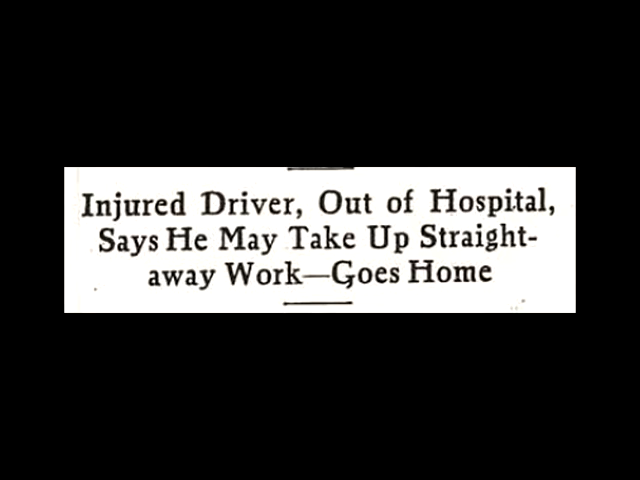 Injured Driver, Out of Hospital,
Says He May Take Up Straight-
away Work—Goes Home